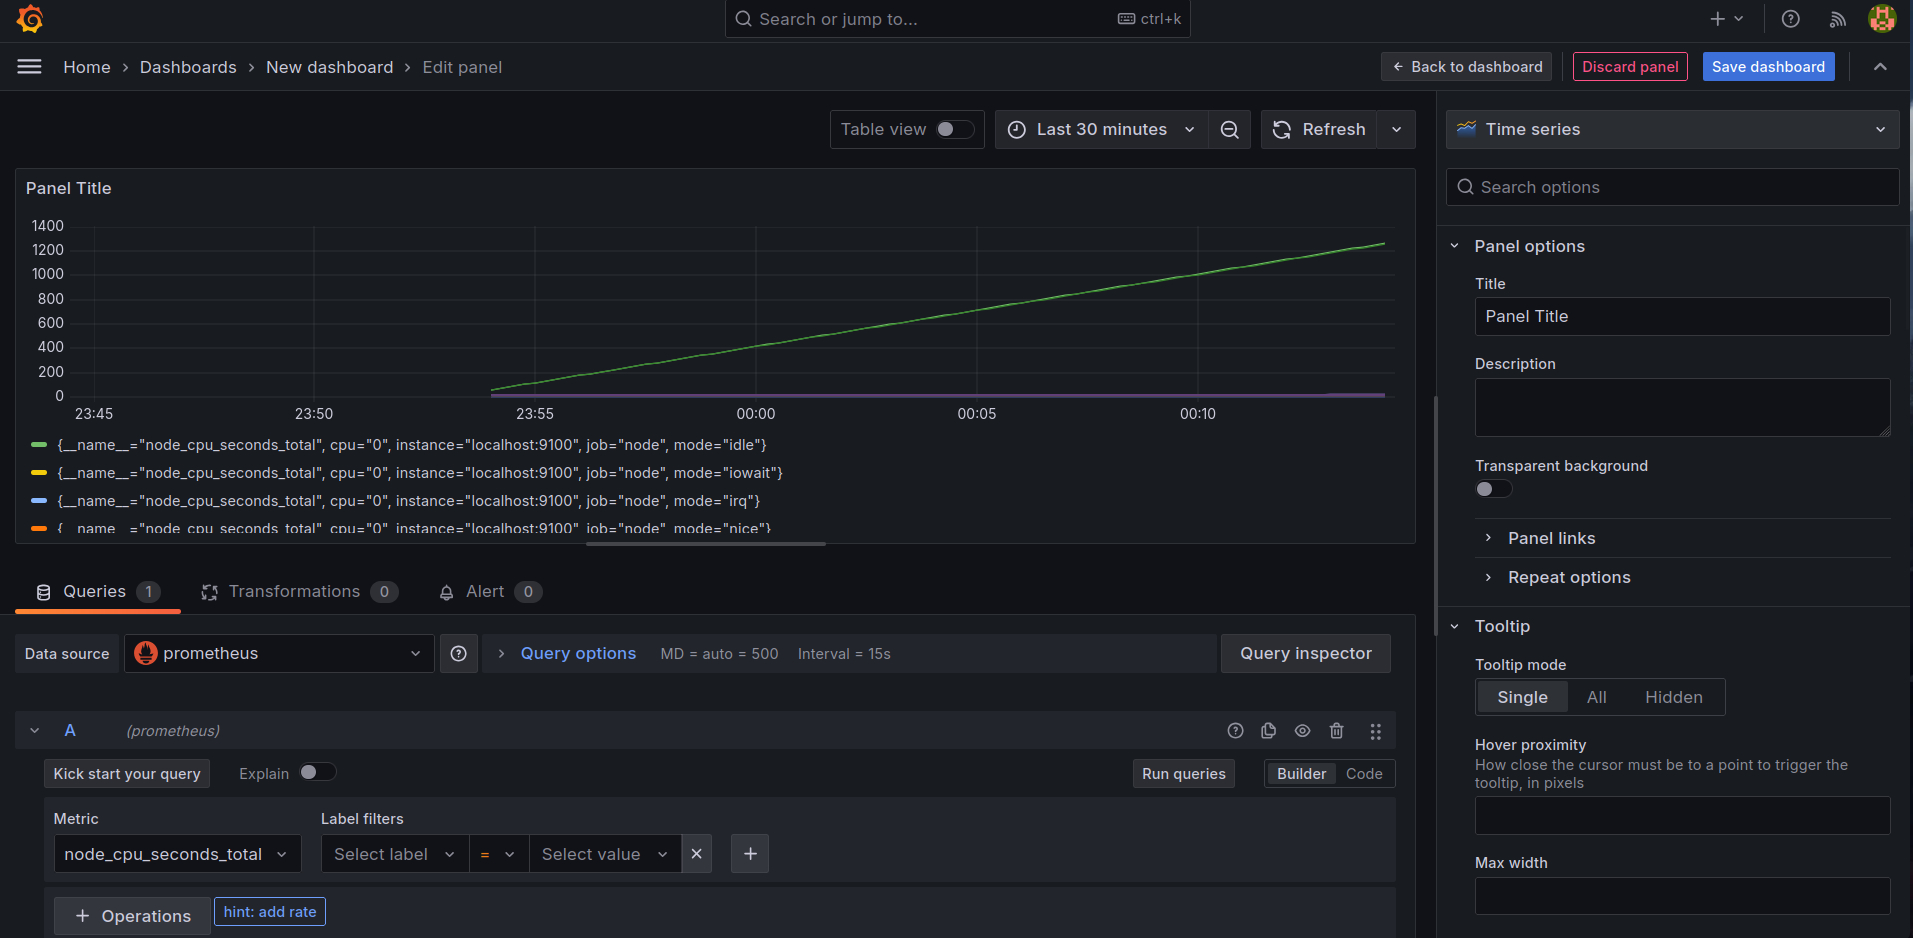 Search or jump to...
ctrl+k
Home
Dashboards
New dashboard
Edit panel
Back to dashboard
Discard panel
Save dashboard
Table view
Last 30 minutes
Refresh
Time series
Search options
Panel Title
1400
1200
1000
800
600
400
200
0
23:45
23:50
23:55
00:00
00:05
00:10
{__name__="node_cpu_seconds_total", cpu="0", instance="localhost:9100", job="node", mode="idle"}
{__name__="node_cpu_seconds_total", cpu="0", instance="localhost:9100", job="node", mode="iowait"}
{__name__="node_cpu_seconds_total", cpu="0", instance="localhost:9100", job="node", mode="irq"}
{__name__="node_cpu_seconds_total", cpu="0", instance="localhost:9100", job="node", mode="nice"}
Queries 1
Transformations 0
Alert 0
Data source
prometheus
Query options
MD = auto = 500
Interval = 15s
Query inspector
A
(prometheus)
Kick start your query
Explain
Run queries
Builder
Code
Metric
Label filters
node_cpu_seconds_total
Select label
=
Select value
+ Operations
hint: add rate
Panel options
Title
Panel Title
Description
Transparent background
Panel links
Repeat options
Tooltip
Tooltip mode
Single
All
Hidden
Hover proximity
How close the cursor must be to a point to trigger the
tooltip, in pixels
Max width